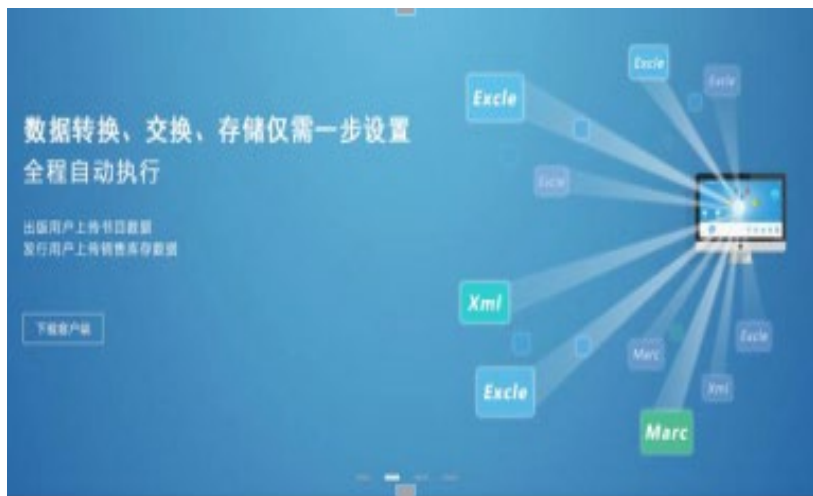 数据转换、交换、存储仅需一步设置
全程自动执行
出版用户上传书目数据
发行用户上传销售库存数据
下载客户端
Excle
Excle
Excle
Excle
Xml
Excle
Marc
Excle
Xml
Marc